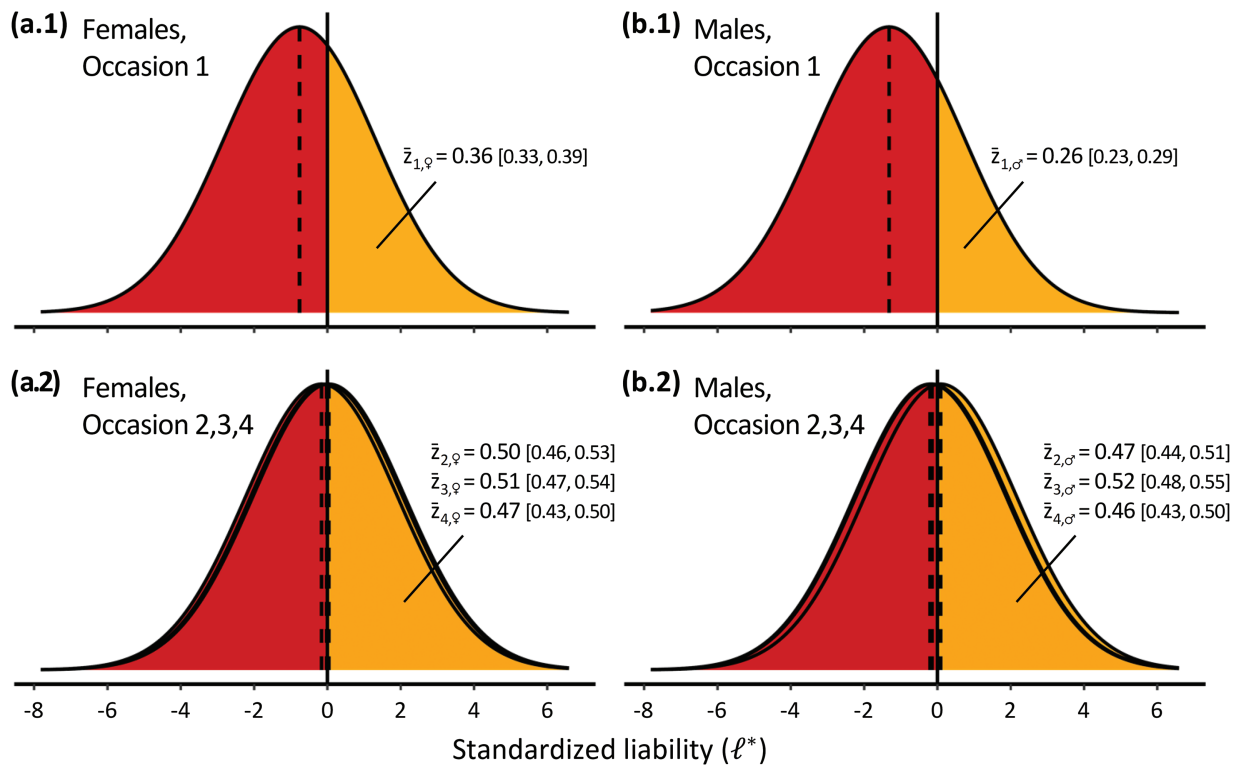 (a.1) Females,
Occasion 1
z̄1,♀ = 0.36 [0.33, 0.39]
(b.1) Males,
Occasion 1
z̄1,♂ = 0.26 [0.23, 0.29]
(a.2) Females,
Occasion 2,3,4
z̄2,♀ = 0.50 [0.46, 0.53]
z̄3,♀ = 0.51 [0.47, 0.54]
z̄4,♀ = 0.47 [0.43, 0.50]
-8 -6 -4 -2 0 2 4 6
(b.2) Males,
Occasion 2,3,4
z̄2,♂ = 0.47 [0.44, 0.51]
z̄3,♂ = 0.52 [0.48, 0.55]
z̄4,♂ = 0.46 [0.43, 0.50]
-8 -6 -4 -2 0 2 4 6
Standardized liability (ℓ*)